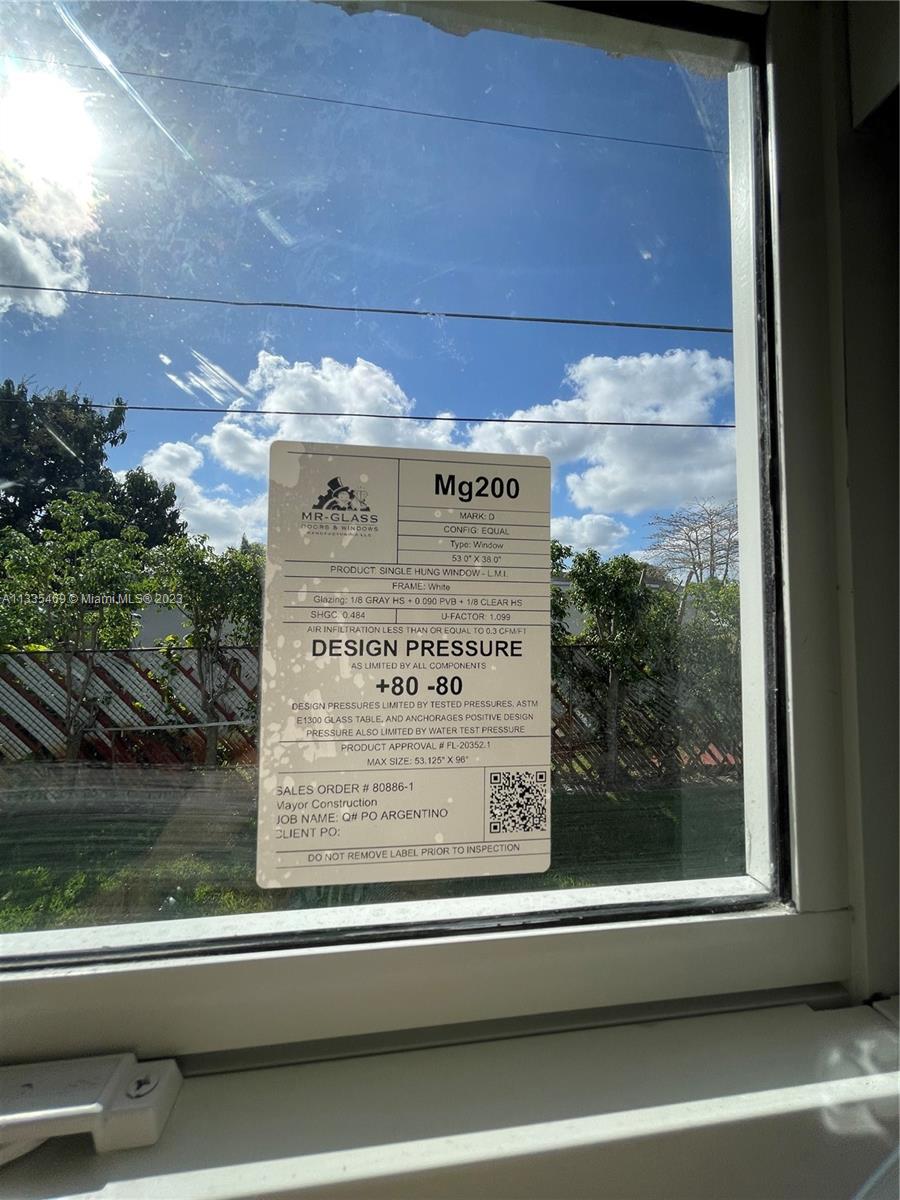 Mg200
MR-GLASS
DOORS & WINDOWS
MANUFACTURING LLC
MARK: D
CONFIG: EQUAL
Type: Window
53.0" X 38.0"
PRODUCT: SINGLE HUNG WINDOW - L.M.I.
FRAME: White
Glazing: 1/8 GRAY HS + 0.090 PVB + 1/8 CLEAR HS
SHGC: 0.484 U-FACTOR: 1.099
AIR INFILTRATION LESS THAN OR EQUAL TO 0.3 CFM/FT
DESIGN PRESSURE
AS LIMITED BY ALL COMPONENTS
+80 -80
DESIGN PRESSURES LIMITED BY TESTED PRESSURES, ASTM
E1300 GLASS TABLE, AND ANCHORAGES POSITIVE DESIGN
PRESSURE ALSO LIMITED BY WATER TEST PRESSURE
PRODUCT APPROVAL # FL-20352.1
MAX SIZE: 53.125" X 96"
SALES ORDER # 80886-1
Mayor Construction
JOB NAME: Q# PO ARGENTINO
CLIENT PO:
DO NOT REMOVE LABEL PRIOR TO INSPECTION
A11335469 © Miami MLS © 2023